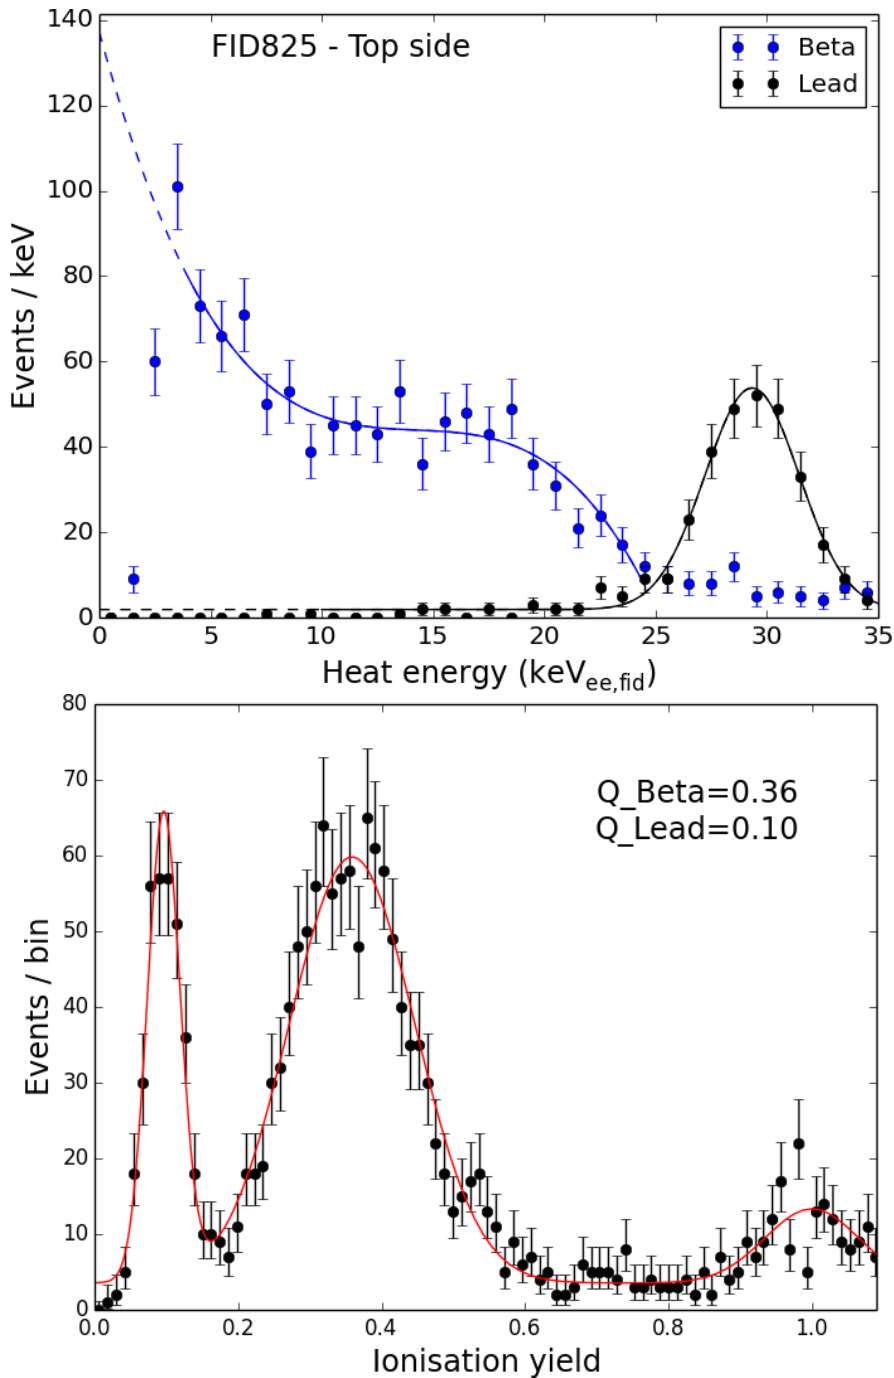 FID825 - Top side
Beta
Lead
Events / keV
140
120
100
80
60
40
20
0
0 5 10 15 20 25 30 35
Heat energy (keV_ee,fid)
Q_Beta=0.36
Q_Lead=0.10
Events / bin
80
70
60
50
40
30
20
10
0
0.0 0.2 0.4 0.6 0.8 1.0
Ionisation yield